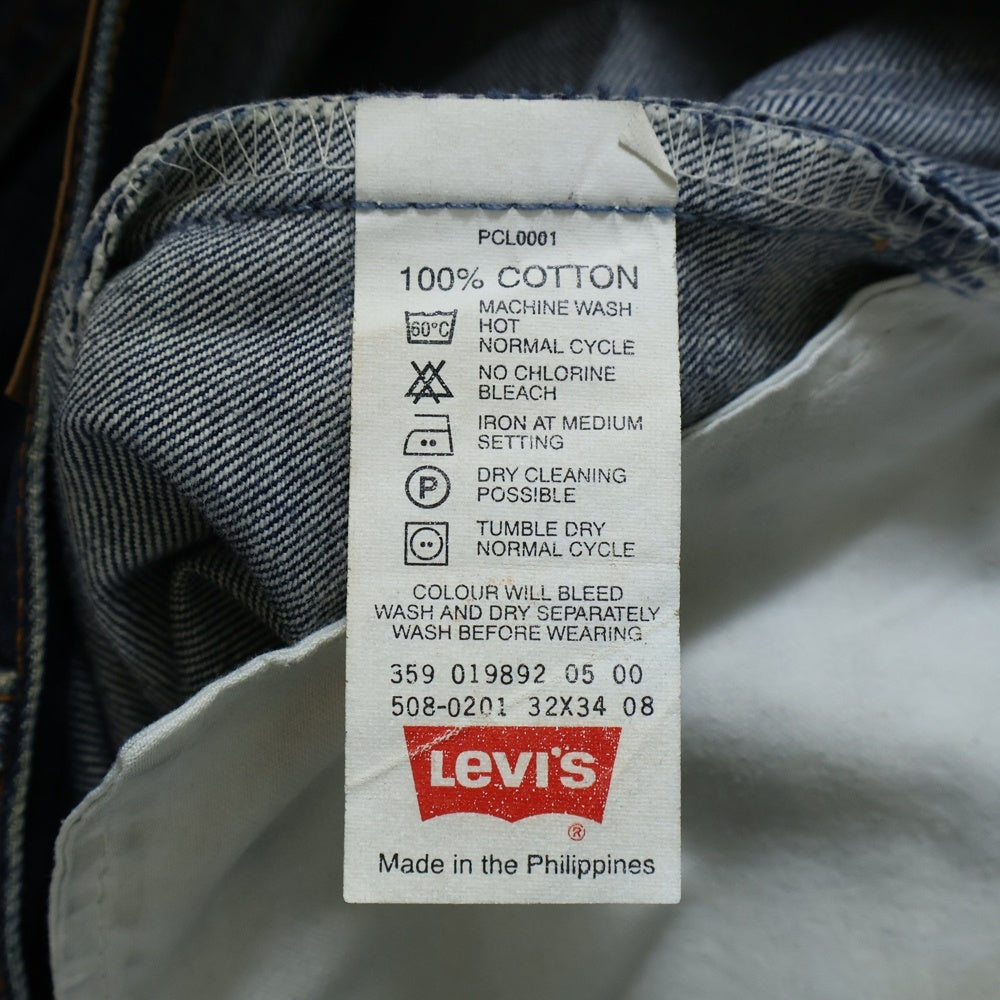 PCL0001
100% COTTON
60°C
MACHINE WASH
HOT
NORMAL CYCLE
NO CHLORINE
BLEACH
IRON AT MEDIUM
SETTING
P
DRY CLEANING
POSSIBLE
TUMBLE DRY
NORMAL CYCLE
COLOUR WILL BLEED
WASH AND DRY SEPARATELY
WASH BEFORE WEARING.
359 019892 05 00
508-0201 32X34 08
LEVI'S
®
Made in the Philippines